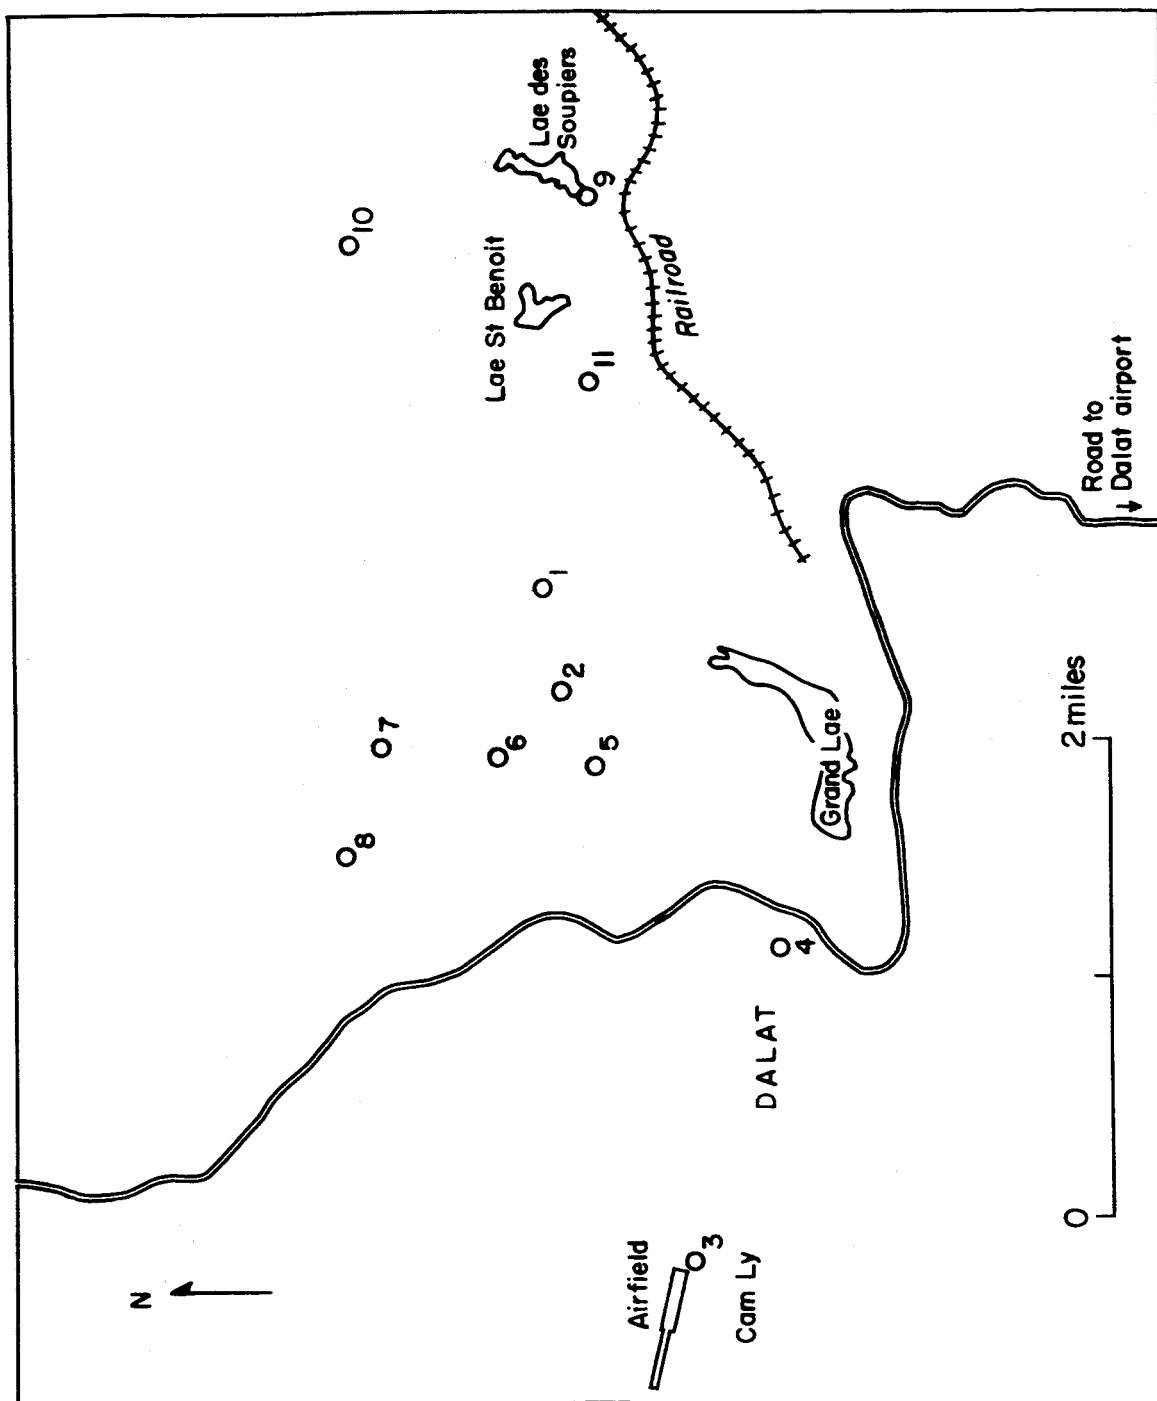 N
Airfield
Cam Ly
3
DALAT
4
8
7
6
5
2
1
Grand Lae
10
Lae St Benoit
11
Lae des
Soupiers
9
Railroad
Road to
Dalat airport
0
1
2 miles